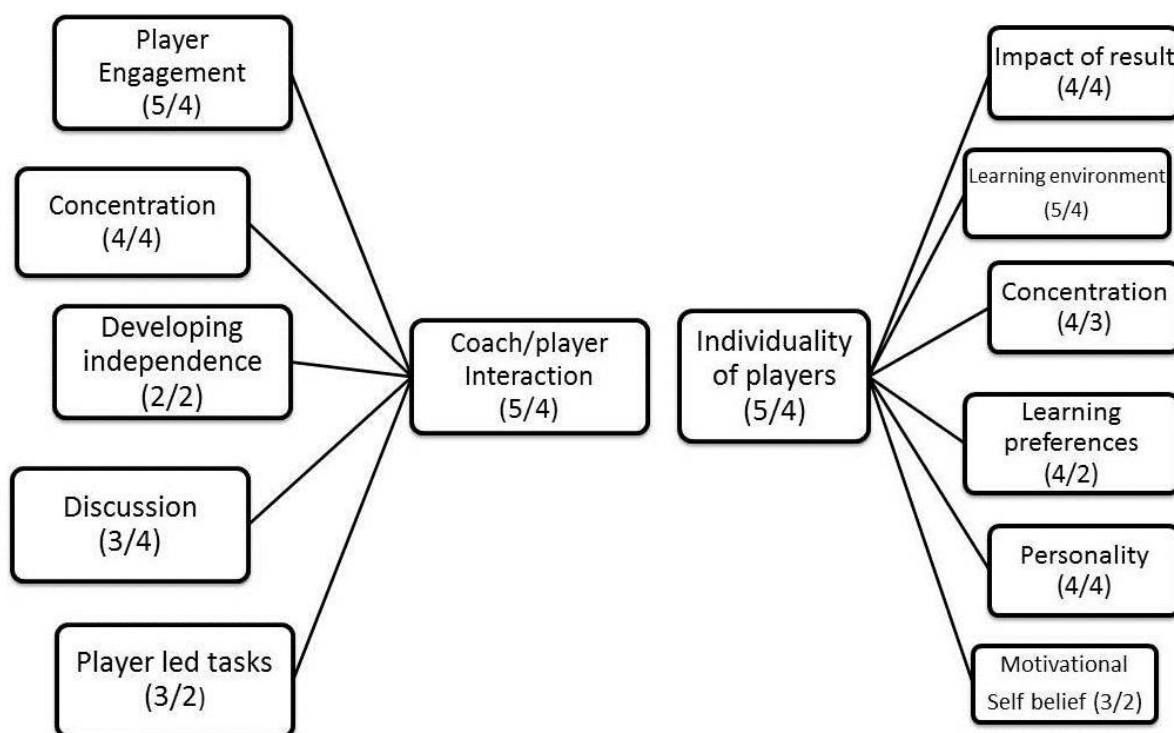 Player
Engagement
(5/4)
Concentration
(4/4)
Developing
independence
(2/2)
Discussion
(3/4)
Player led tasks
(3/2)
Coach/player
Interaction
(5/4)
Individuality
of players
(5/4)
Impact of result
(4/4)
Learning environment
(5/4)
Concentration
(4/3)
Learning
preferences
(4/2)
Personality
(4/4)
Motivational
Self belief (3/2)